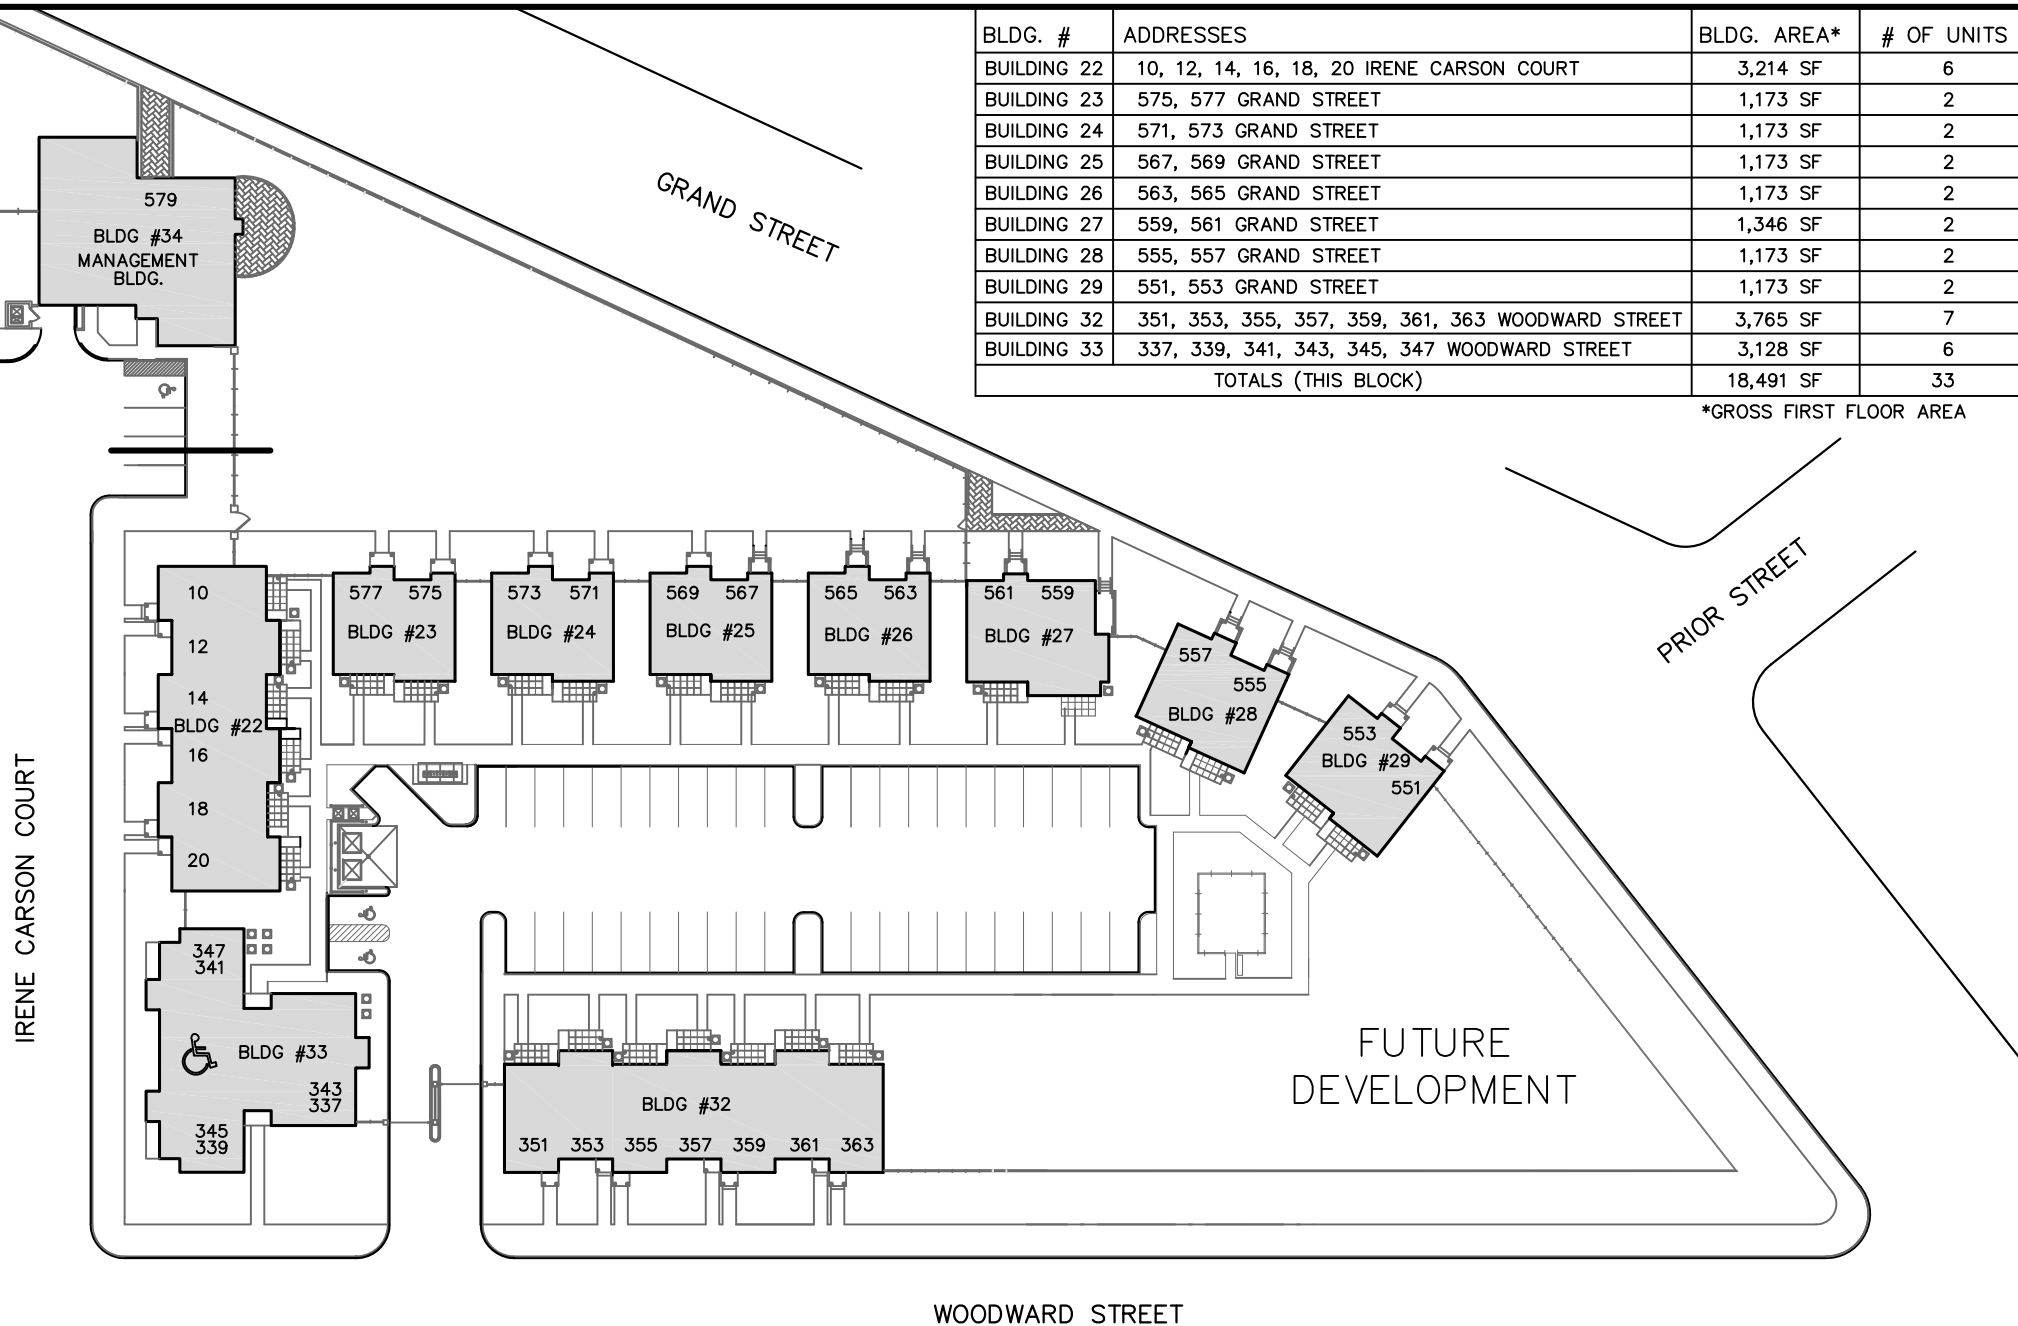 BLDG. # ADDRESSES BLDG. AREA* # OF UNITS
BUILDING 22 10, 12, 14, 16, 18, 20 IRENE CARSON COURT 3,214 SF 6
BUILDING 23 575, 577 GRAND STREET 1,173 SF 2
BUILDING 24 571, 573 GRAND STREET 1,173 SF 2
BUILDING 25 567, 569 GRAND STREET 1,173 SF 2
BUILDING 26 563, 565 GRAND STREET 1,173 SF 2
BUILDING 27 559, 561 GRAND STREET 1,346 SF 2
BUILDING 28 555, 557 GRAND STREET 1,173 SF 2
BUILDING 29 551, 553 GRAND STREET 1,173 SF 2
BUILDING 32 351, 353, 355, 357, 359, 361, 363 WOODWARD STREET 3,765 SF 7
BUILDING 33 337, 339, 341, 343, 345, 347 WOODWARD STREET 3,128 SF 6
TOTALS (THIS BLOCK) 18,491 SF 33
*GROSS FIRST FLOOR AREA
GRAND STREET
579
BLDG #34
MANAGEMENT
BLDG.
PRIOR STREET
10
12
14
BLDG #22
16
18
20
577 575
BLDG #23
573 571
BLDG #24
569 567
BLDG #25
565 563
BLDG #26
561 559
BLDG #27
557
555
BLDG #28
553
BLDG #29
551
IRENE CARSON COURT
347
341
BLDG #33
343
337
345
339
BLDG #32
351 353 355 357 359 361 363
FUTURE
DEVELOPMENT
WOODWARD STREET